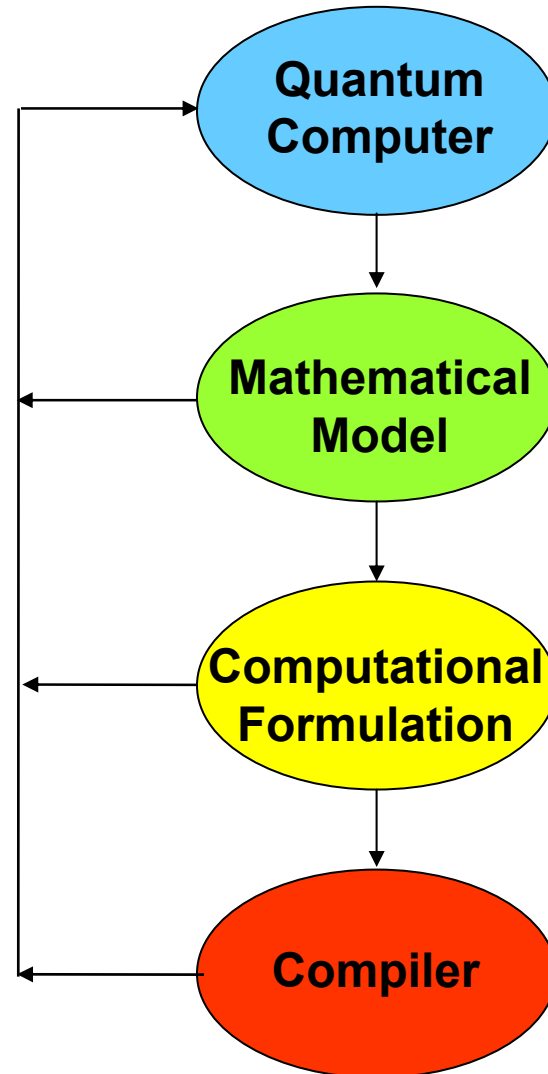 Quantum
Computer
Mathematical
Model
Computational
Formulation
Compiler